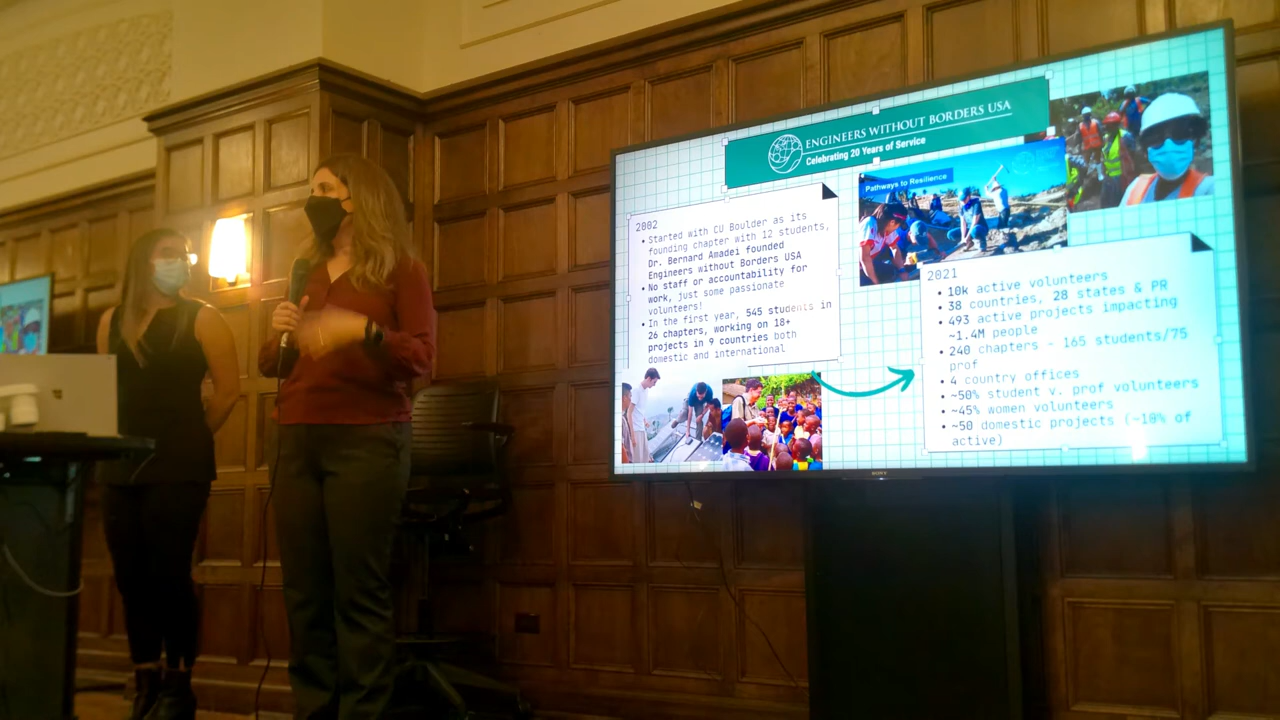 ENGINEERS WITHOUT BORDERS USA
Celebrating 20 Years of Service
Pathways to Resilience
2002
• Started with CU Boulder as its
founding chapter with 12 students,
Dr. Bernard Amadei founded
Engineers without Borders USA
• No staff or accountability for
work, just some passionate
volunteers!
• In the first year, 545 students in
26 chapters, working on 18+
projects in 9 countries both
domestic and international
2021
• 10k active volunteers
• 38 countries, 28 states & PR
• 493 active projects impacting
~1.4M people
• 240 chapters - 165 students/75
prof
• 4 country offices
• ~50% student v. prof volunteers
• ~45% women volunteers
• ~50 domestic projects (~10% of
active)
SONY